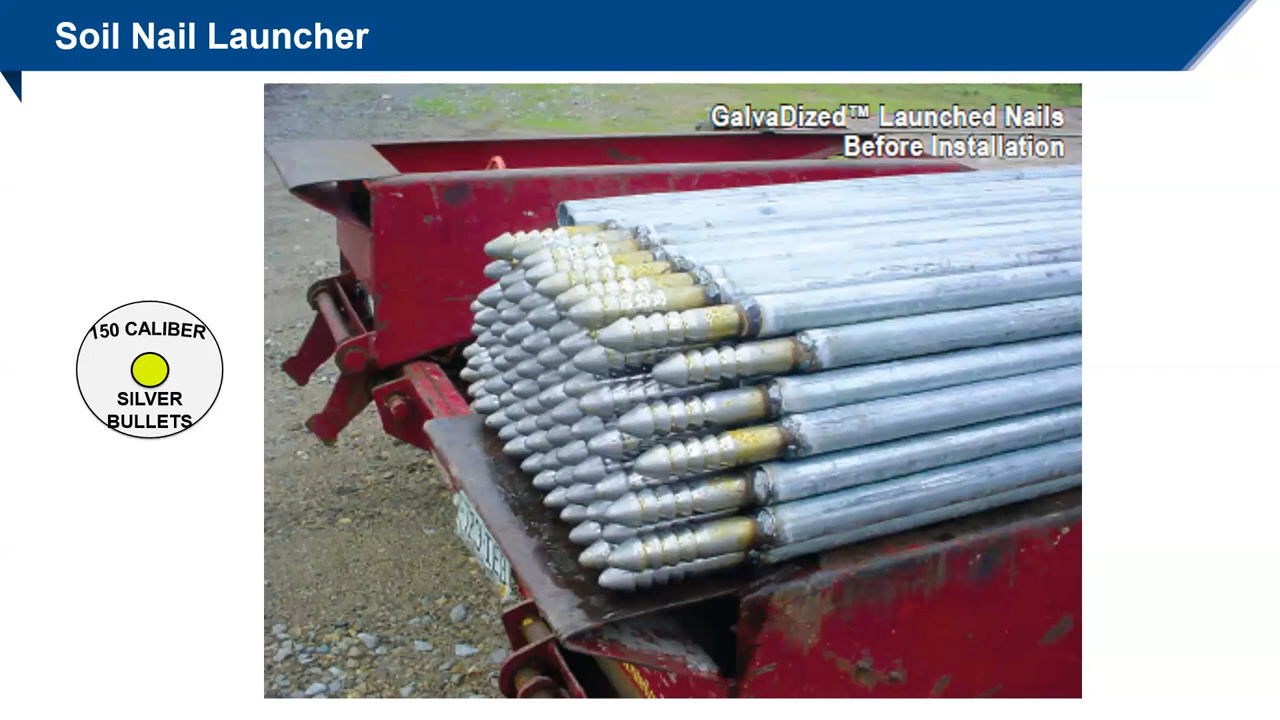 Soil Nail Launcher
GalvaDized™ Launched Nails
Before Installation
150 CALIBER
SILVER
BULLETS